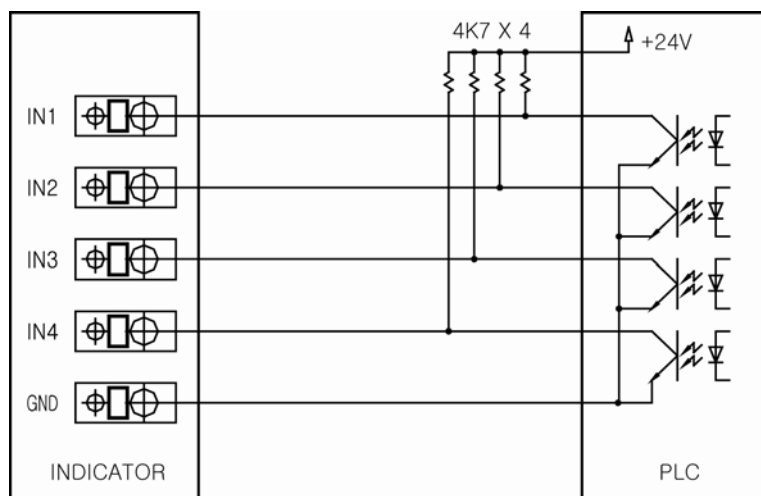 4K7 X 4
+24V
IN1
IN2
IN3
IN4
GND
INDICATOR
PLC